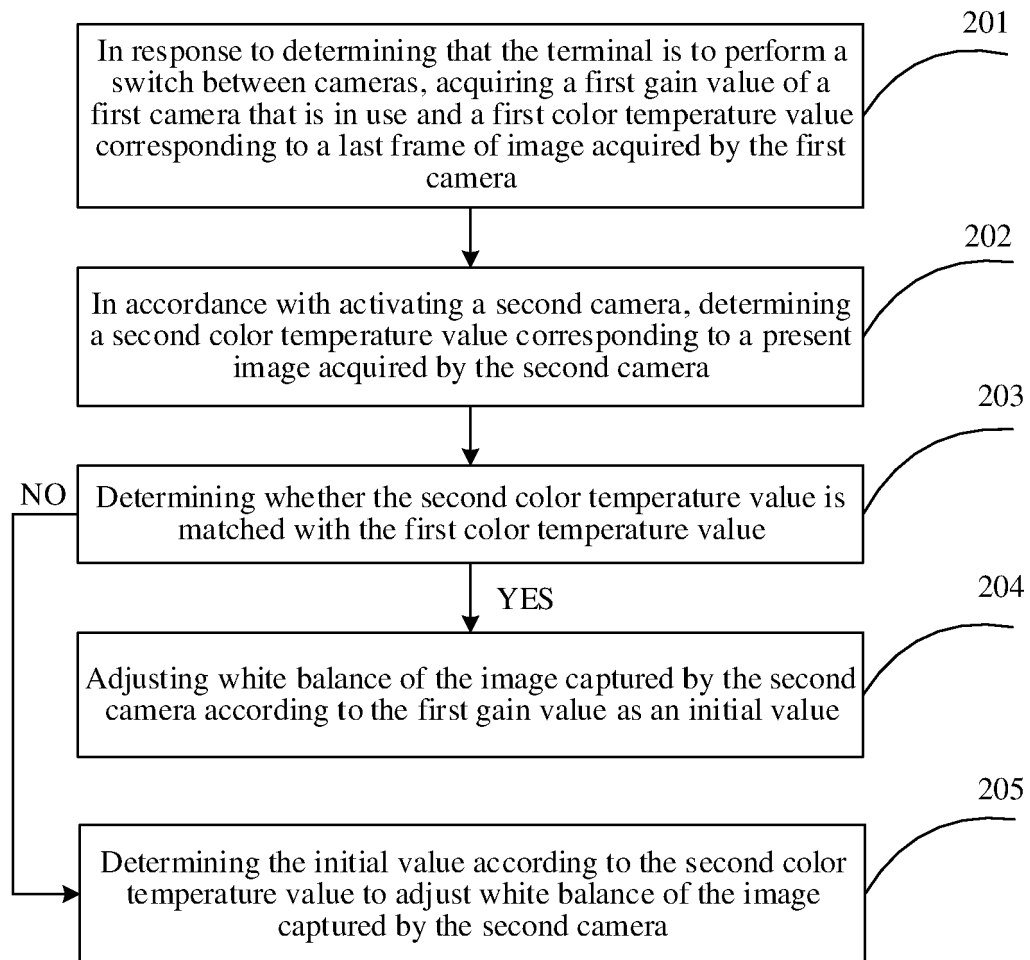 201
In response to determining that the terminal is to perform a
switch between cameras, acquiring a first gain value of a
first camera that is in use and a first color temperature value
corresponding to a last frame of image acquired by the first
camera
202
In accordance with activating a second camera, determining
a second color temperature value corresponding to a present
image acquired by the second camera
203
NO
Determining whether the second color temperature value is
matched with the first color temperature value
YES
204
Adjusting white balance of the image captured by the second
camera according to the first gain value as an initial value
205
Determining the initial value according to the second color
temperature value to adjust white balance of the image
captured by the second camera